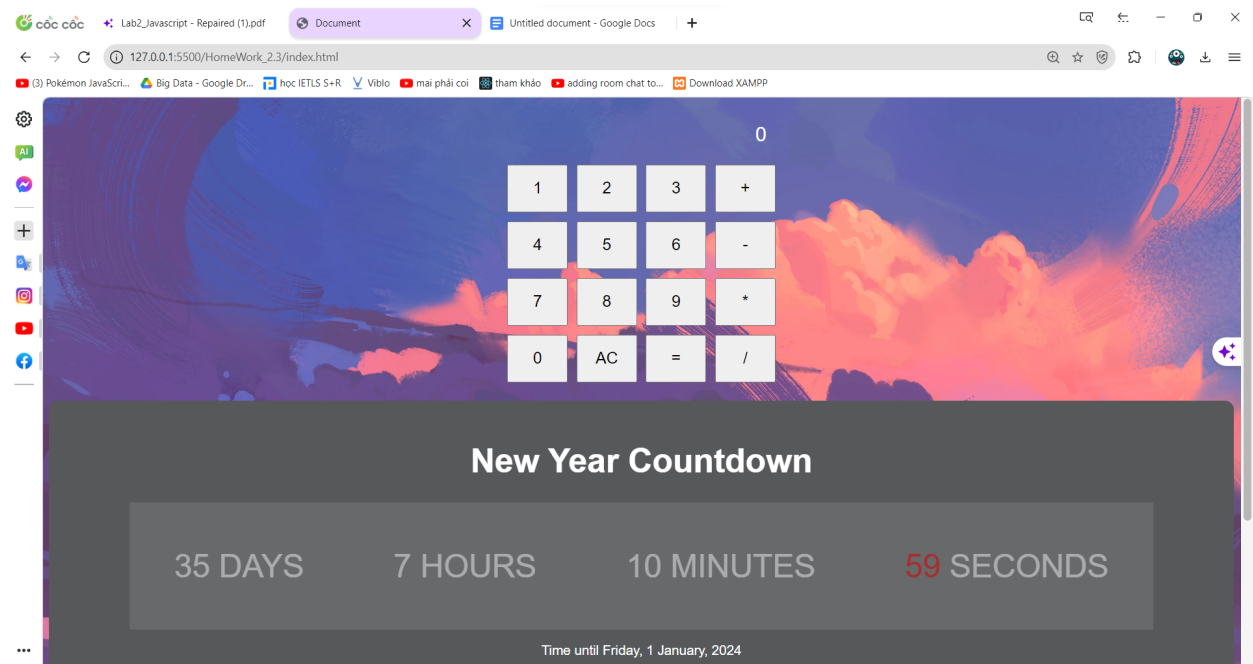 cốc cốc
Lab2_Javascript - Repaired (1).pdf
Document
Untitled document - Google Docs
127.0.0.1:5500/HomeWork_2.3/index.html
(3) Pokémon JavaScri...
Big Data - Google Dr...
học IETLS S+R
Viblo
mai phải coi
tham khảo
adding room chat to...
Download XAMPP
AI
0
1 2 3 +
4 5 6 -
7 8 9 *
0 AC = /
New Year Countdown
35 DAYS 7 HOURS 10 MINUTES 59 SECONDS
Time until Friday, 1 January, 2024